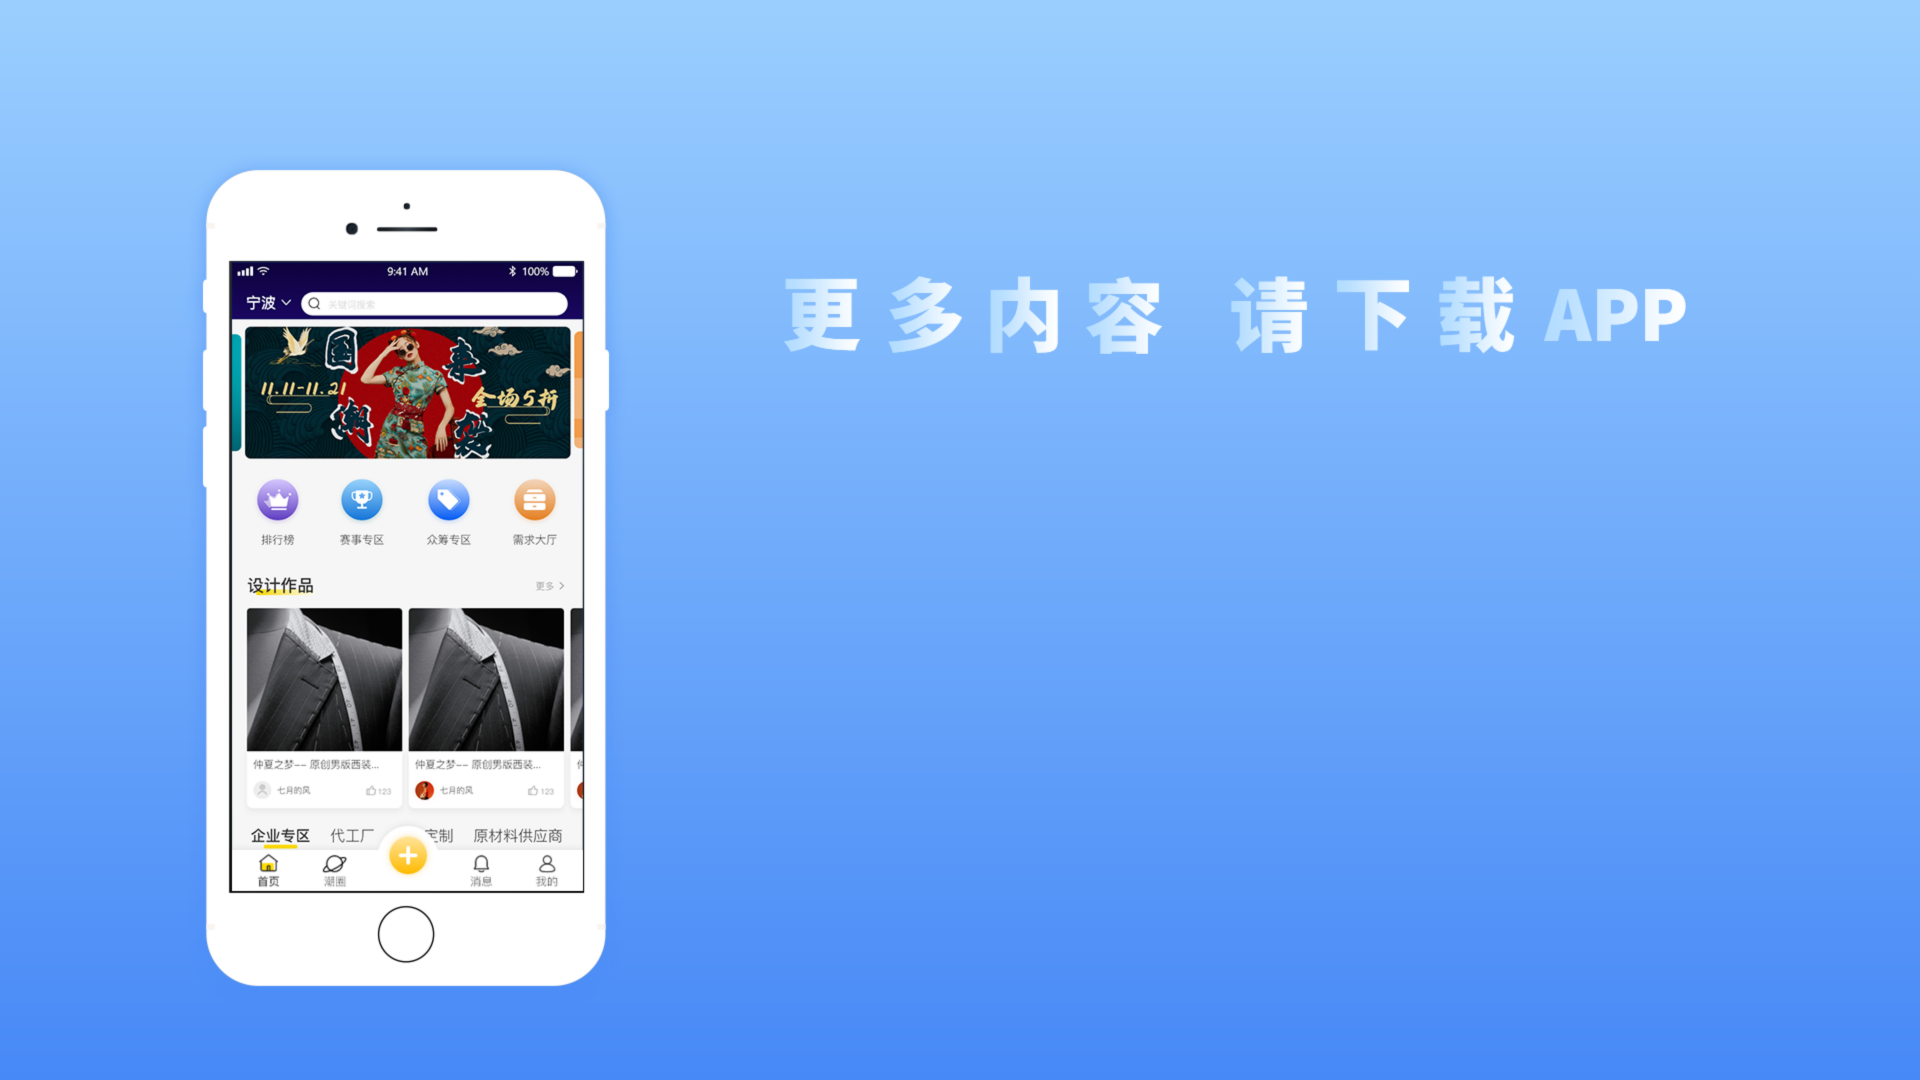 更多内容 请下载APP
9:41 AM
100%
宁波
关键词搜索
国 来
潮 袭
11.11-11.21
全场5折
排行榜 赛事专区 众筹专区 需求大厅
设计作品 更多
仲夏之梦-- 原创男版西装... 仲夏之梦-- 原创男版西装...
七月的风 123 七月的风 123
企业专区 代工厂 定制 原材料供应商
首页 潮圈 消息 我的